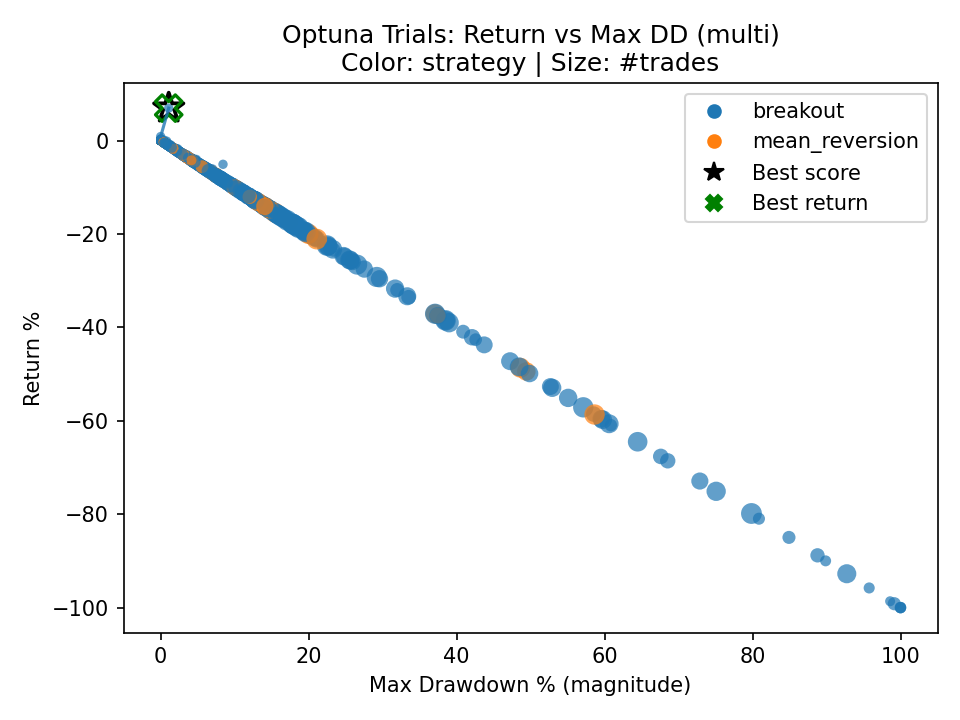 Optuna Trials: Return vs Max DD (multi)
Color: strategy | Size: #trades
breakout
mean_reversion
Best score
Best return
Return %
0
−20
−40
−60
−80
−100
0 20 40 60 80 100
Max Drawdown % (magnitude)